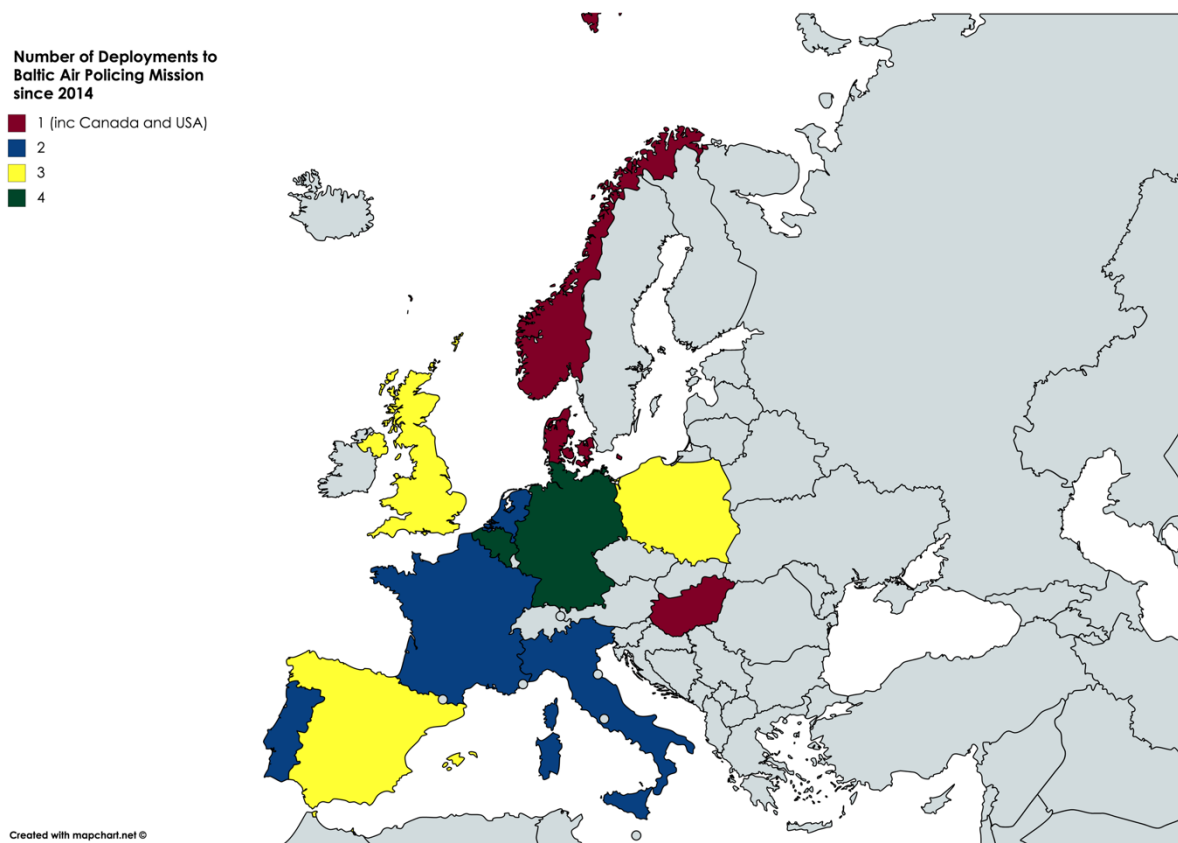 Number of Deployments to
Baltic Air Policing Mission
since 2014
1 (inc Canada and USA)
2
3
4
Created with mapchart.net ©